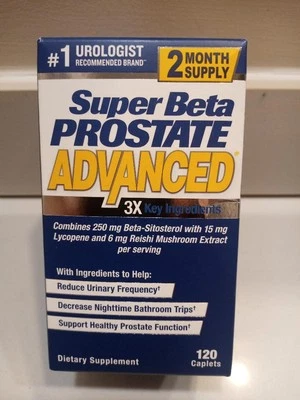 #1 UROLOGIST
RECOMMENDED BRAND**
2 MONTH
SUPPLY
Super Beta
PROSTATE
ADVANCED®
3X Key Ingredients
Combines 250 mg Beta-Sitosterol with 15 mg
Lycopene and 6 mg Reishi Mushroom Extract
per serving
With Ingredients to Help:
Reduce Urinary Frequency†
Decrease Nighttime Bathroom Trips†
Support Healthy Prostate Function†
Dietary Supplement
120
Caplets